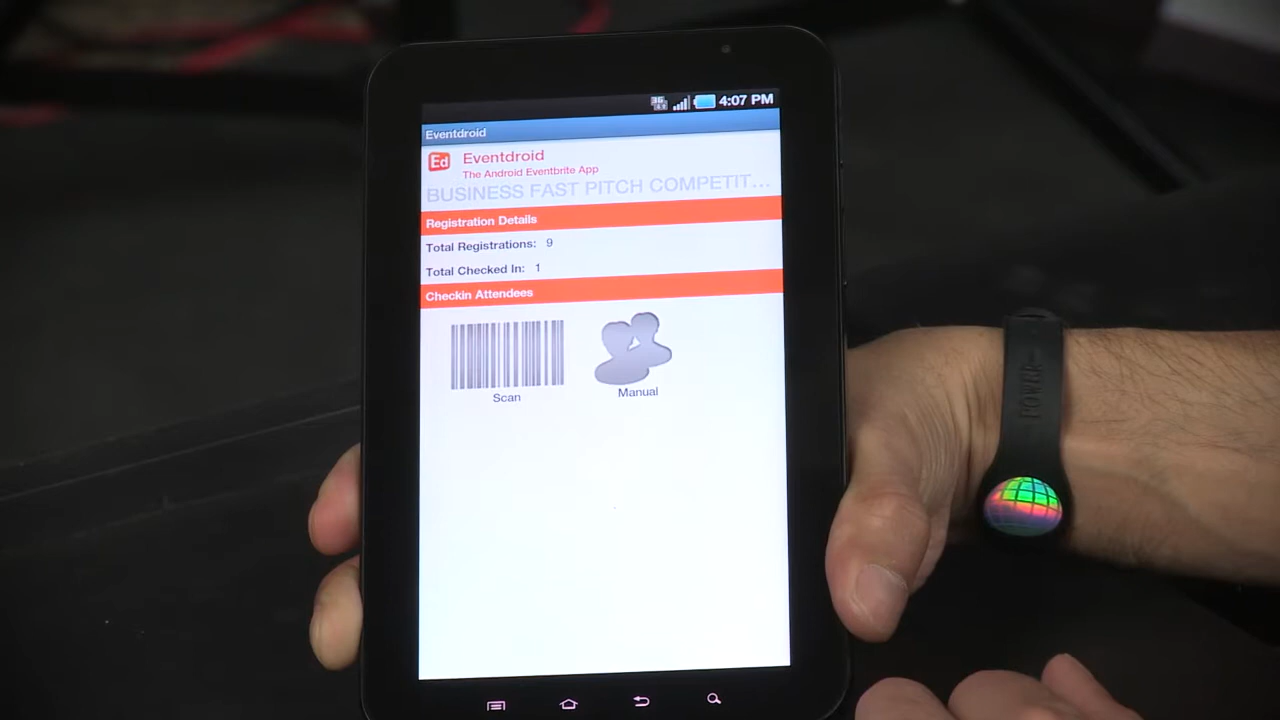 4:07 PM
Eventdroid
Ed
Eventdroid
The Android Eventbrite App
BUSINESS FAST PITCH COMPETIT...
Registration Details
Total Registrations: 9
Total Checked In: 1
Checkin Attendees
Scan
Manual
POWER